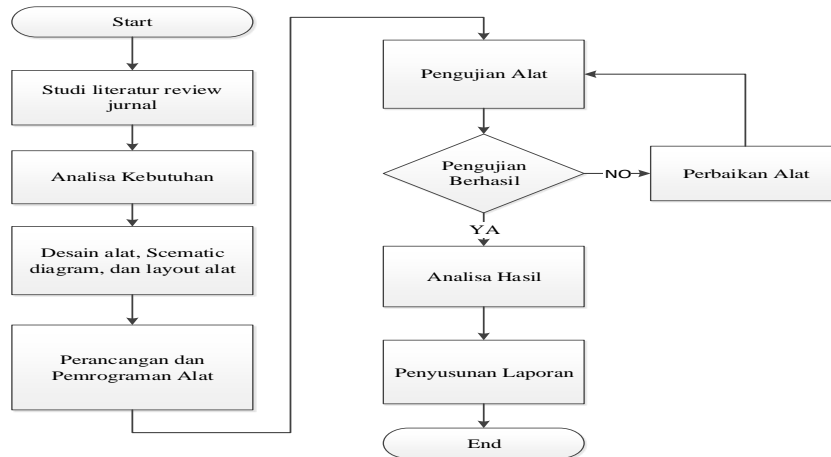 Start
Studi literatur review
jurnal
Analisa Kebutuhan
Desain alat, Scematic
diagram, dan layout alat
Perancangan dan
Pemrograman Alat
Pengujian Alat
Pengujian
Berhasil
NO
Perbaikan Alat
YA
Analisa Hasil
Penyusunan Laporan
End